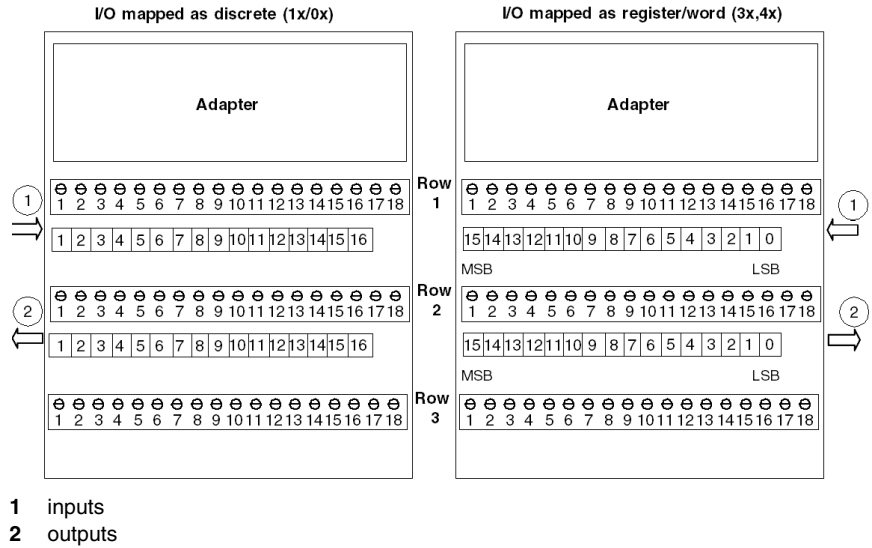 I/O mapped as discrete (1x/0x)
I/O mapped as register/word (3x,4x)
Adapter
Adapter
Row
1
1
1 2 3 4 5 6 7 8 9 10 11 12 13 14 15 16 17 18
1 2 3 4 5 6 7 8 9 10 11 12 13 14 15 16 17 18
1
1 2 3 4 5 6 7 8 9 10 11 12 13 14 15 16
15 14 13 12 11 10 9 8 7 6 5 4 3 2 1 0
MSB
LSB
Row
2
2
1 2 3 4 5 6 7 8 9 10 11 12 13 14 15 16 17 18
1 2 3 4 5 6 7 8 9 10 11 12 13 14 15 16 17 18
2
1 2 3 4 5 6 7 8 9 10 11 12 13 14 15 16
15 14 13 12 11 10 9 8 7 6 5 4 3 2 1 0
MSB
LSB
Row
3
1 2 3 4 5 6 7 8 9 10 11 12 13 14 15 16 17 18
1 2 3 4 5 6 7 8 9 10 11 12 13 14 15 16 17 18
1 inputs
2 outputs